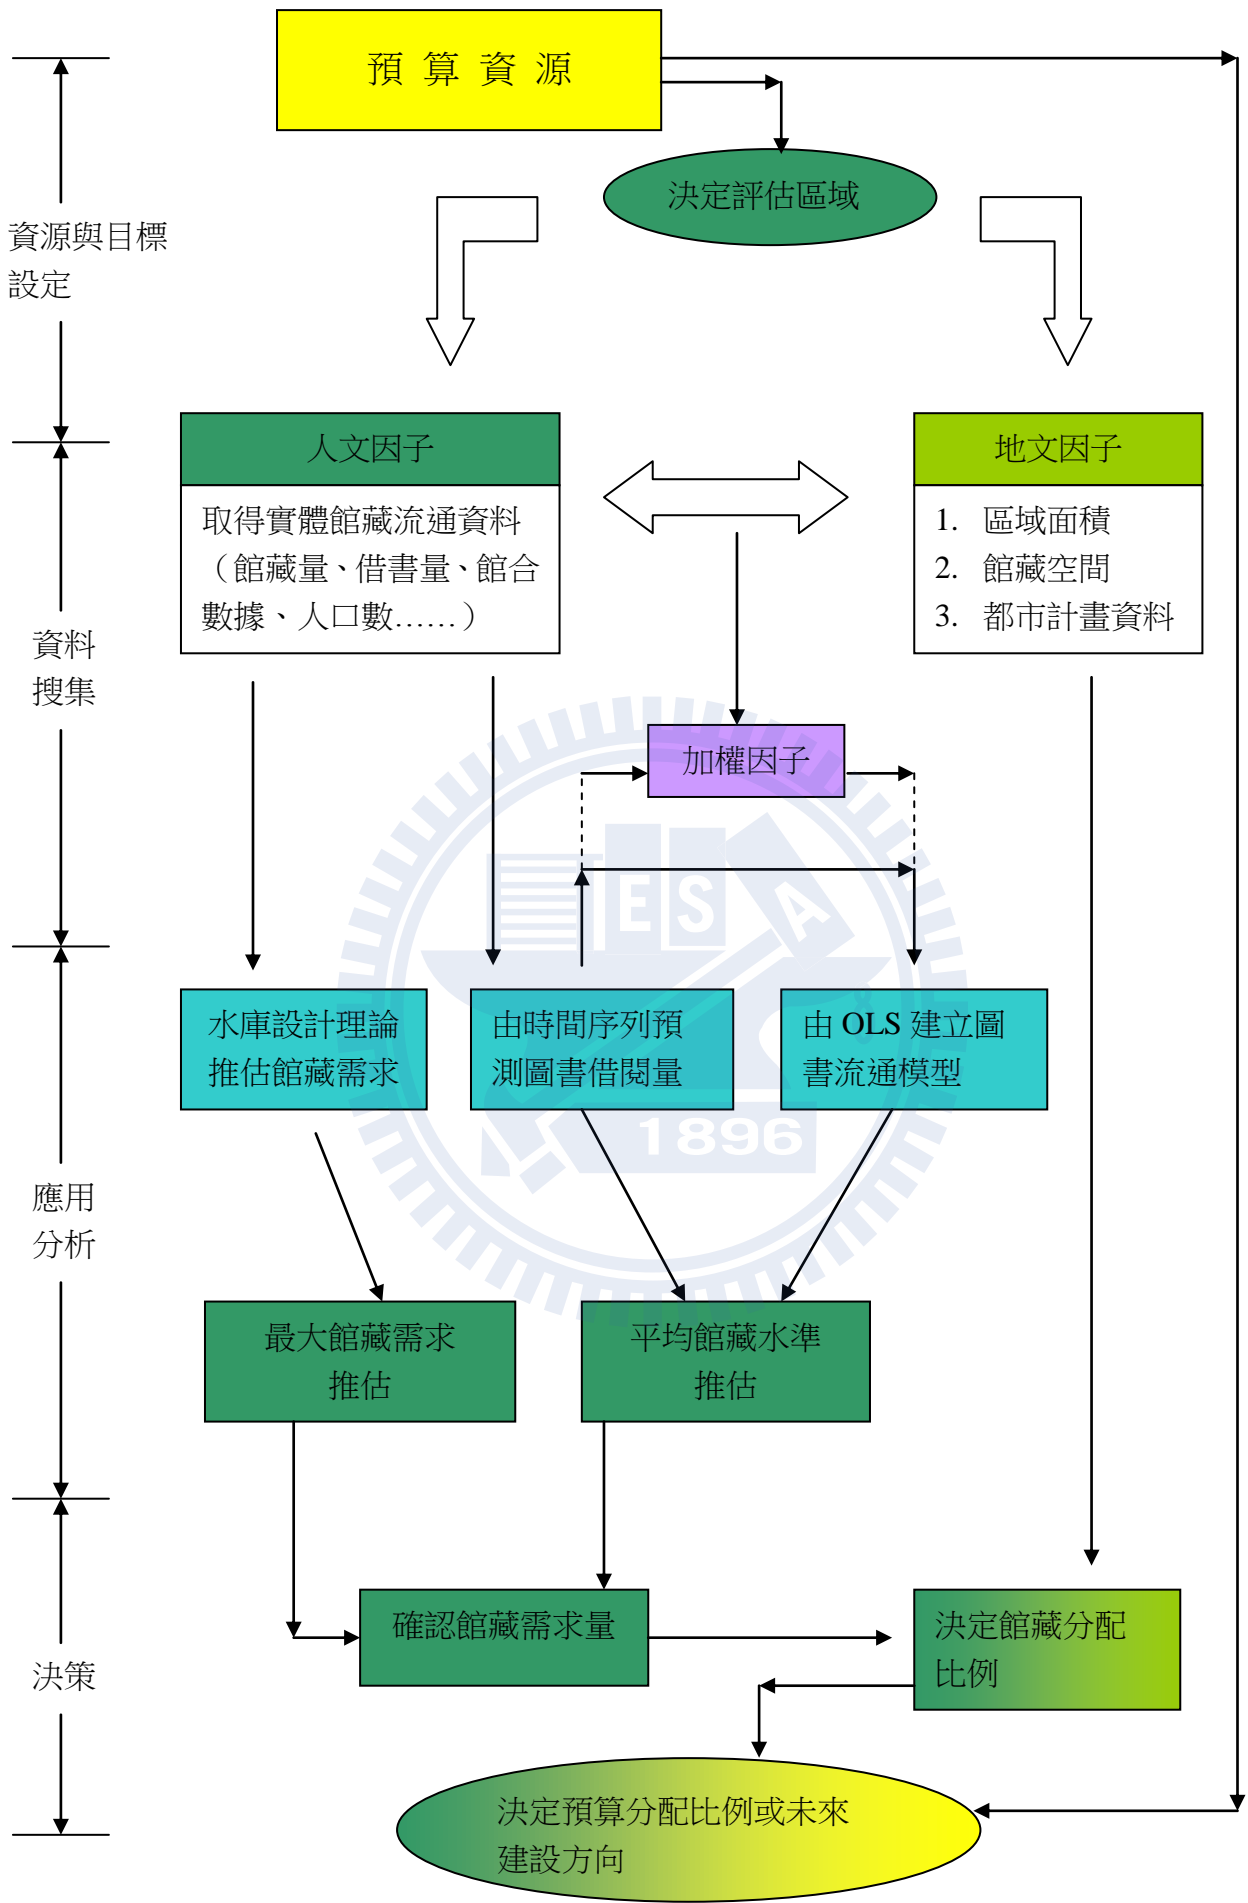 預算資源
決定評估區域
資源與目標
設定
人文因子
取得實體館藏流通資料
（館藏量、借書量、館合
數據、人口數……）
地文因子
1. 區域面積
2. 館藏空間
3. 都市計畫資料
資料
搜集
加權因子
ESA
水庫設計理論
推估館藏需求
由時間序列預
測圖書借閱量
由 OLS 建立圖
書流通模型
1896
應用
分析
最大館藏需求
推估
平均館藏水準
推估
確認館藏需求量
決定館藏分配
比例
決策
決定預算分配比例或未來
建設方向